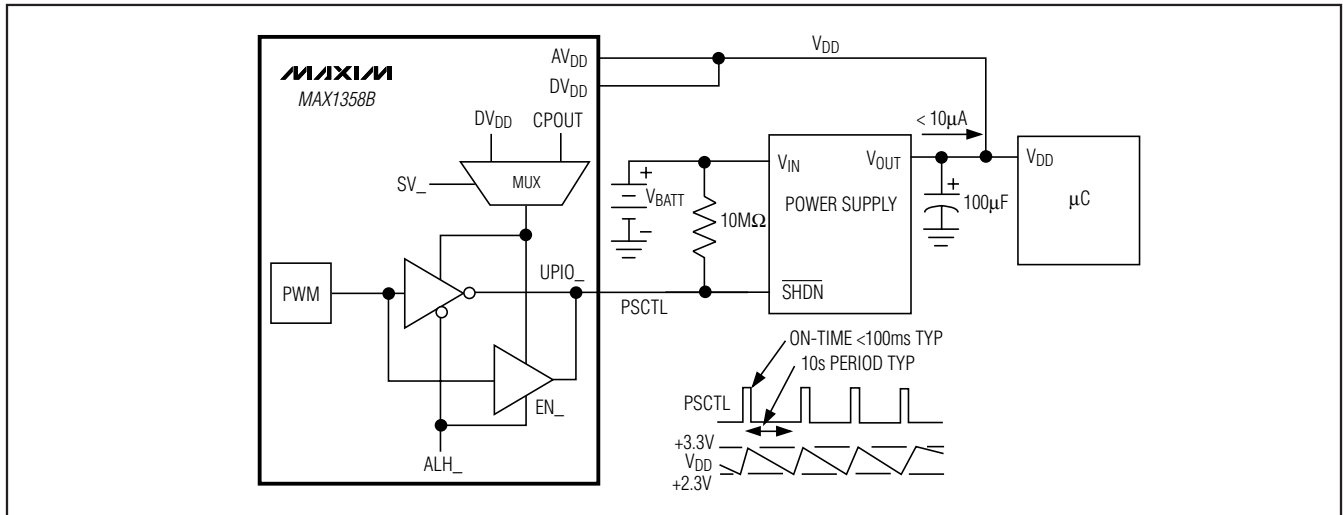 MAXIM
MAX1358B
AVDD
DVDD
VDD
DVDD CPOUT
SV_
MUX
PWM
UPIO_
EN_
ALH_
PSCTL
+
VBATT
−
10MΩ
VIN
VOUT
POWER SUPPLY
SHDN
< 10µA
+
100µF
VDD
µC
ON-TIME <100ms TYP
10s PERIOD TYP
PSCTL
+3.3V
VDD
+2.3V